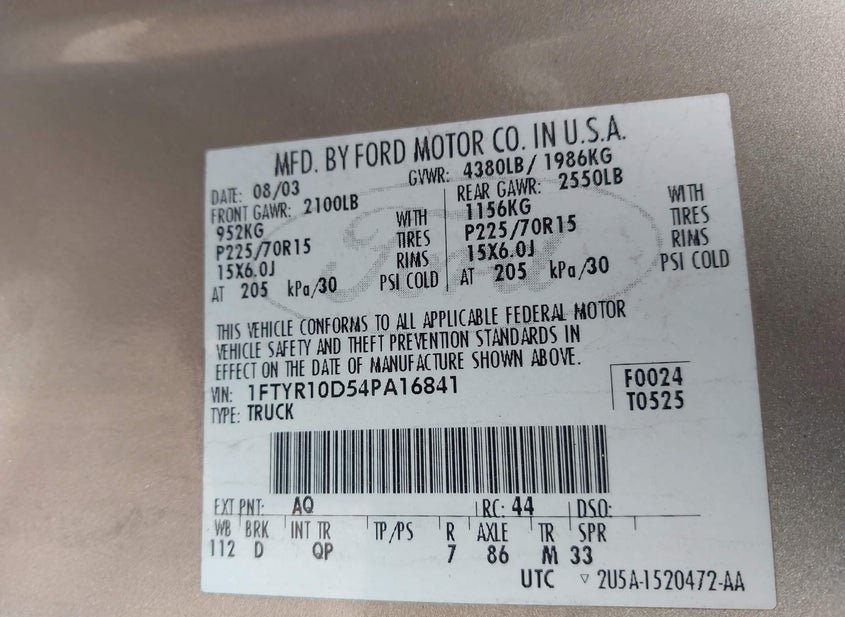 MFD. BY FORD MOTOR CO. IN U.S.A.
DATE: 08/03 GVWR: 4380LB/ 1986KG
FRONT GAWR: 2100LB REAR GAWR: 2550LB
952KG WITH 1156KG WITH
P225/70R15 TIRES P225/70R15 TIRES
15X6.0J RIMS 15X6.0J RIMS
AT 205 kPa/30 PSI COLD AT 205 kPa/30 PSI COLD
Ford
THIS VEHICLE CONFORMS TO ALL APPLICABLE FEDERAL MOTOR
VEHICLE SAFETY AND THEFT PREVENTION STANDARDS IN
EFFECT ON THE DATE OF MANUFACTURE SHOWN ABOVE.
VIN: 1FTYR10D54PA16841 F0024
TYPE: TRUCK T0525
EXT PNT: AQ RC: 44 DSO:
WB BRK INT TR TP/PS R AXLE TR SPR
112 D QP 7 86 M 33
UTC ▽ 2U5A-1520472-AA